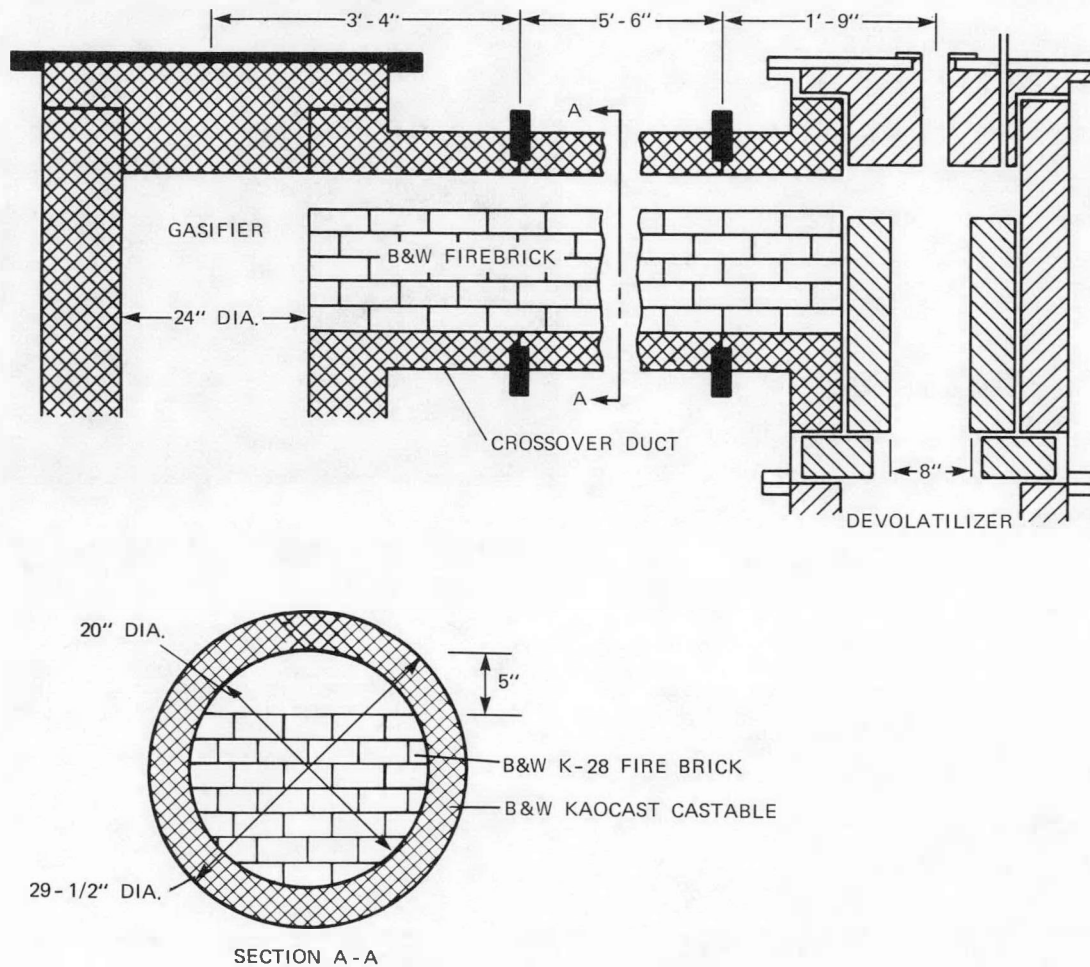 3'-4" 5'-6" 1'-9"
A
GASIFIER
B&W FIREBRICK
24" DIA.
A
CROSSOVER DUCT
8"
DEVOLATILIZER
20" DIA.
5"
B&W K-28 FIRE BRICK
B&W KAOCAST CASTABLE
29-1/2" DIA.
SECTION A-A